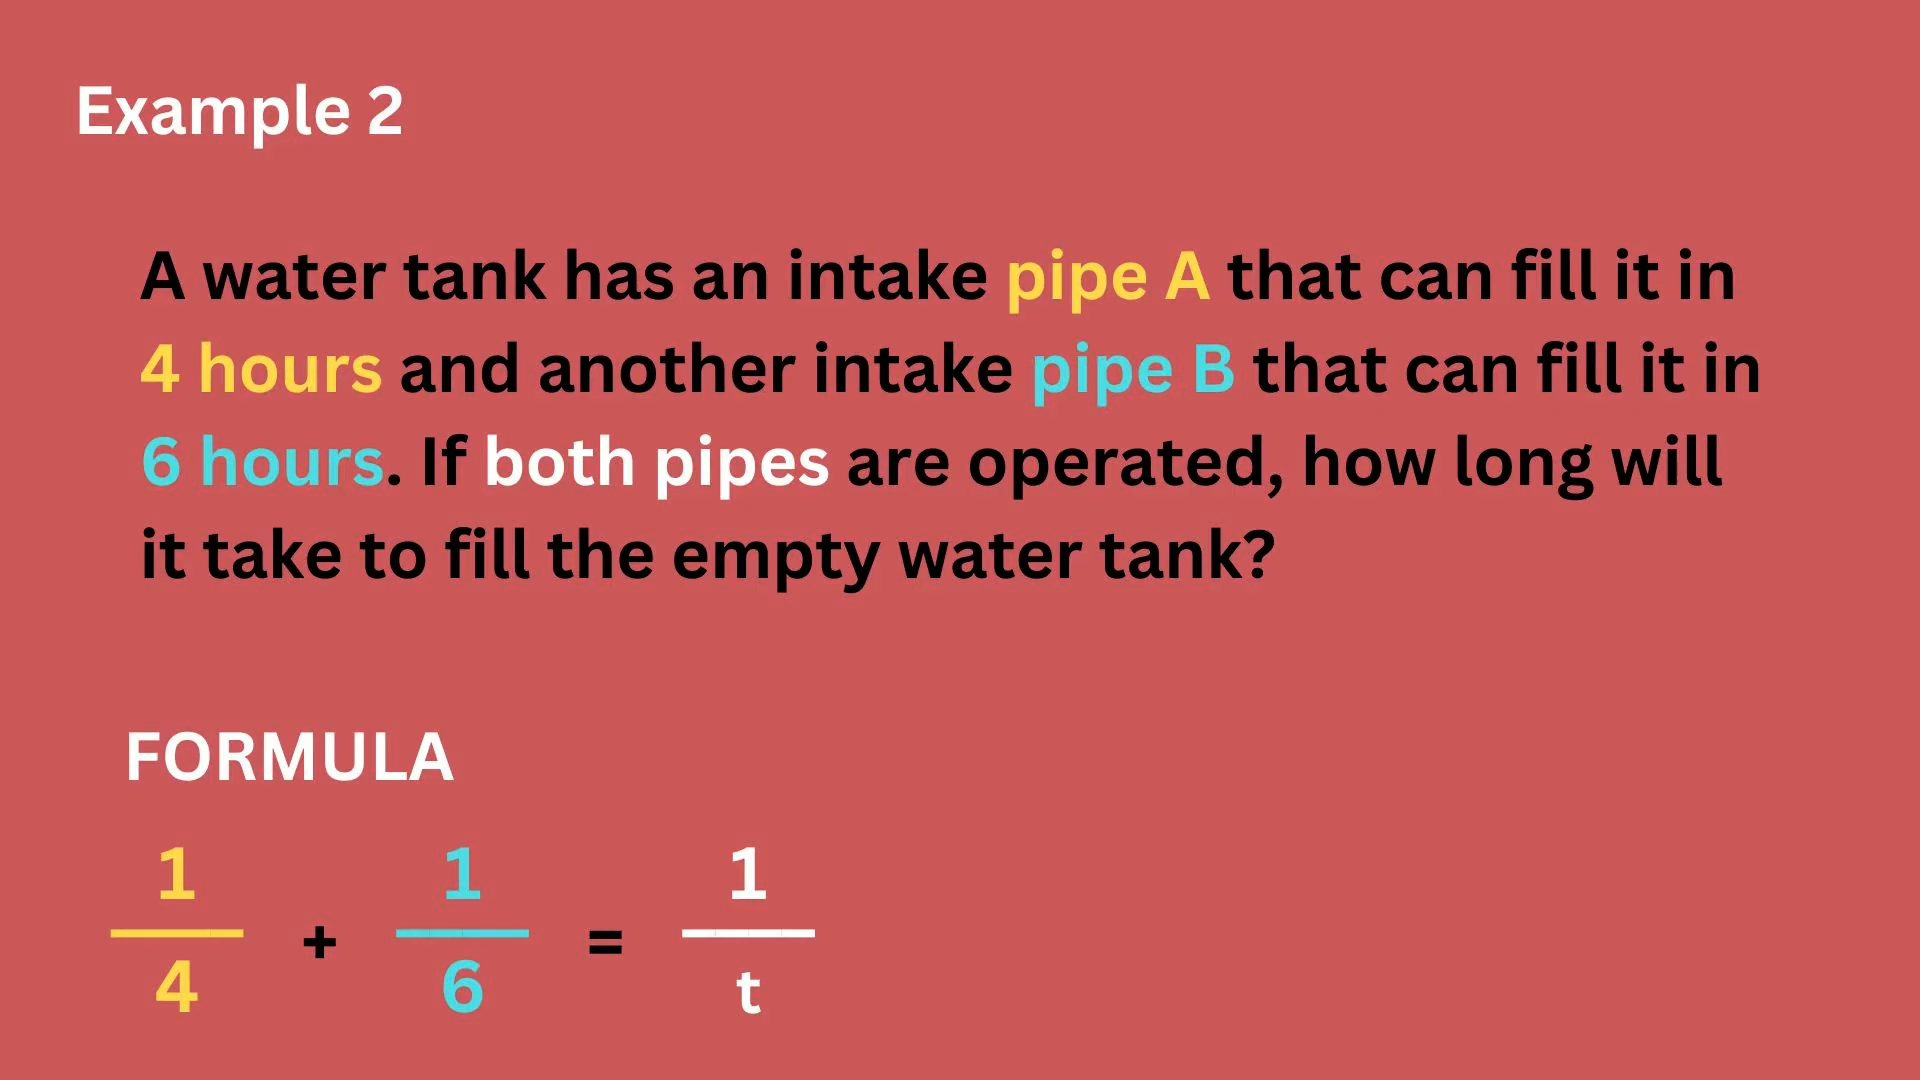 Example 2
A water tank has an intake pipe A that can fill it in
4 hours and another intake pipe B that can fill it in
6 hours. If both pipes are operated, how long will
it take to fill the empty water tank?
FORMULA
1 1 1
+ =
4 6 t